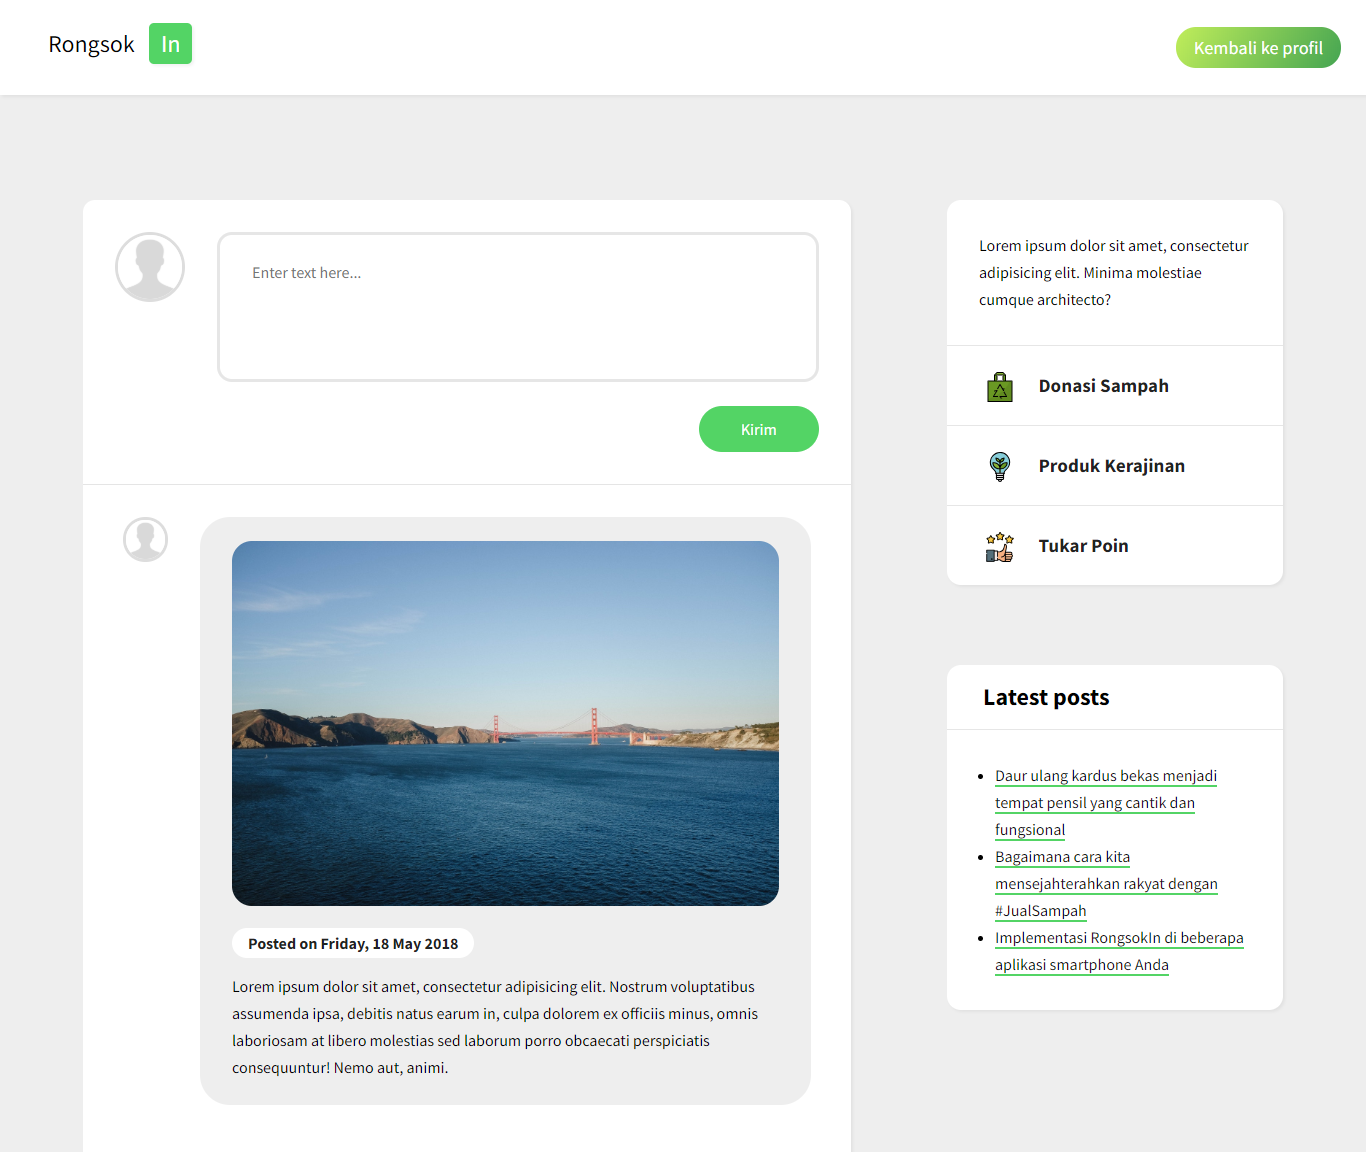 Rongsok In
Kembali ke profil
Enter text here...
Kirim
Posted on Friday, 18 May 2018
Lorem ipsum dolor sit amet, consectetur adipisicing elit. Nostrum voluptatibus
assumenda ipsa, debitis natus earum in, culpa dolorem ex officiis minus, omnis
laboriosam at libero molestias sed laborum porro obcaecati perspiciatis
consequuntur! Nemo aut, animi.
Lorem ipsum dolor sit amet, consectetur
adipisicing elit. Minima molestiae
cumque architecto?
Donasi Sampah
Produk Kerajinan
Tukar Poin
Latest posts
Daur ulang kardus bekas menjadi
tempat pensil yang cantik dan
fungsional
Bagaimana cara kita
mensejahterahkan rakyat dengan
#JualSampah
Implementasi RongsokIn di beberapa
aplikasi smartphone Anda